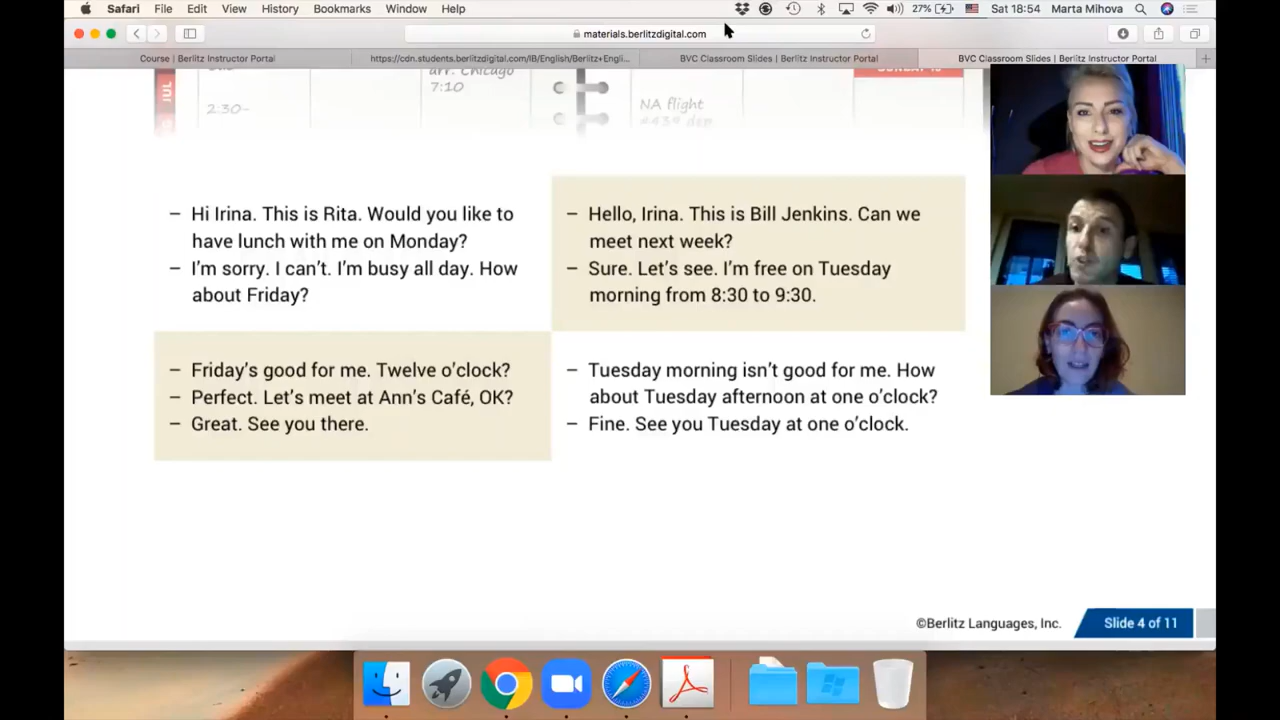 Safari File Edit View History Bookmarks Window Help 27% Sat 18:54 Marta Mihova
materials.berlitzdigital.com
Course | Berlitz Instructor Portal
https://cdn.students.berlitzdigital.com/IB/English/Berlitz+Engli...
BVC Classroom Slides | Berlitz Instructor Portal
BVC Classroom Slides | Berlitz Instructor Portal
JUL
2:30-
arr. Chicago
7:10
NA flight
#439 dep.
– Hi Irina. This is Rita. Would you like to
have lunch with me on Monday?
– I'm sorry. I can't. I'm busy all day. How
about Friday?
– Hello, Irina. This is Bill Jenkins. Can we
meet next week?
– Sure. Let's see. I'm free on Tuesday
morning from 8:30 to 9:30.
– Friday's good for me. Twelve o'clock?
– Perfect. Let's meet at Ann's Café, OK?
– Great. See you there.
– Tuesday morning isn't good for me. How
about Tuesday afternoon at one o'clock?
– Fine. See you Tuesday at one o'clock.
©Berlitz Languages, Inc.
Slide 4 of 11